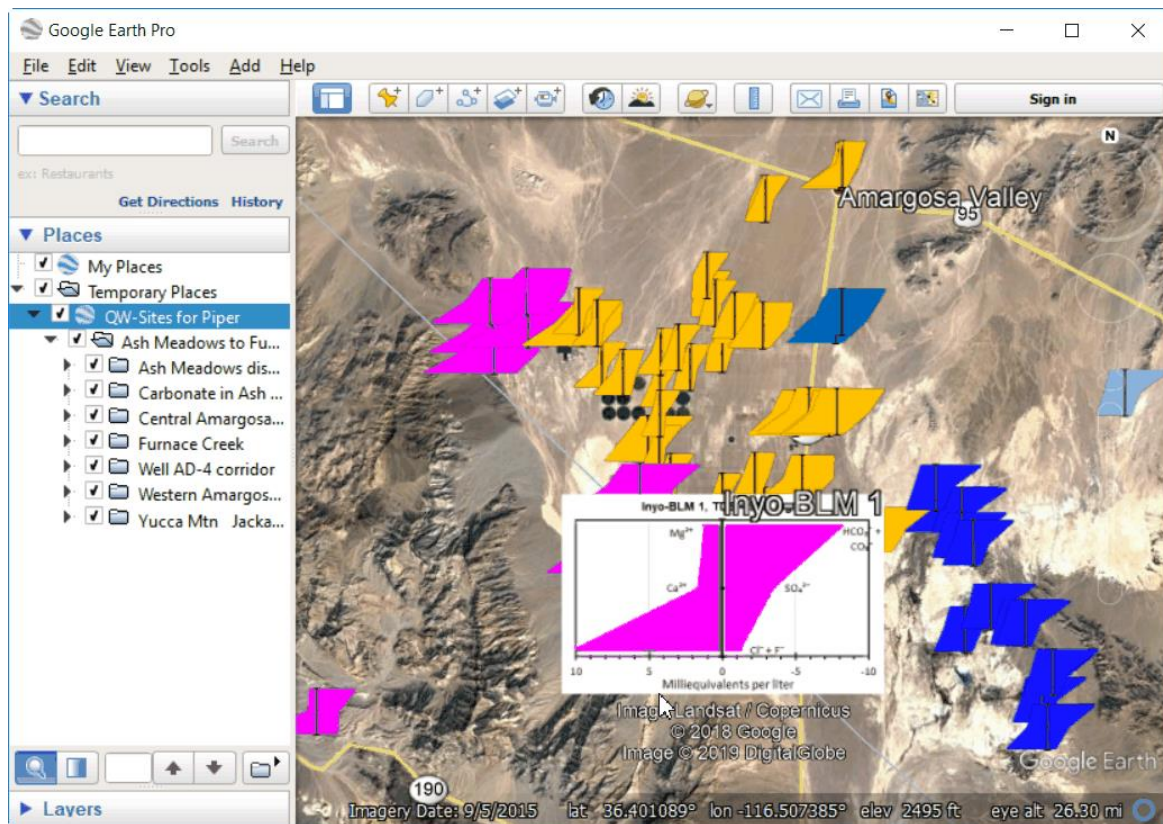 Google Earth Pro
File Edit View Tools Add Help
Search
Search
ex: Restaurants
Get Directions History
Places
My Places
Temporary Places
QW-Sites for Piper
Ash Meadows to Fu...
Ash Meadows dis...
Carbonate in Ash ...
Central Amargosa...
Furnace Creek
Well AD-4 corridor
Western Amargos...
Yucca Mtn Jacka...
Layers
Sign in
N
Amargosa Valley
95
Inyo-BLM 1
Inyo-BLM 1,
Mg²⁺
HCO₃⁻ +
CO₃²⁻
Ca²⁺
SO₄²⁻
Cl⁻ + F⁻
10 5 0 -5 -10
Milliequivalents per liter
Image Landsat / Copernicus
© 2018 Google
Image © 2019 DigitalGlobe
Google Earth
190
Imagery Date: 9/5/2015 lat 36.401089° lon -116.507385° elev 2495 ft eye alt 26.30 mi